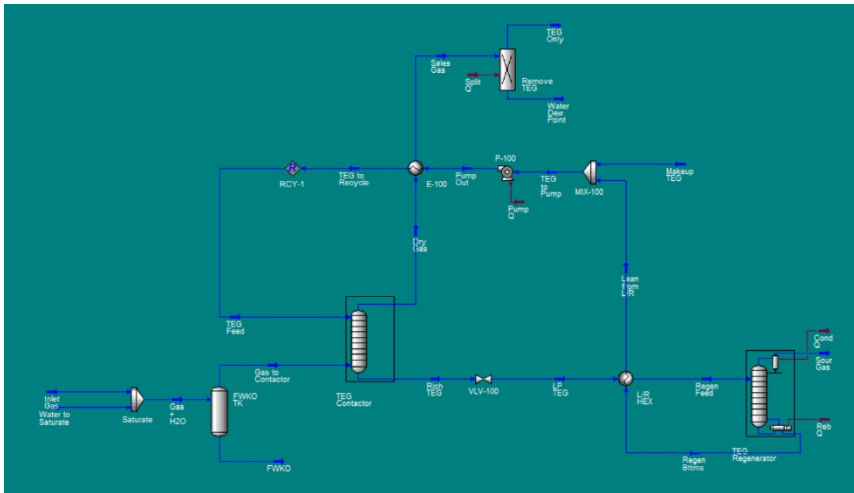 TEG
Only
Sales
Gas
Split
Q
Remove
TEG
Water
Dew
Point
P-100
RCY-1
TEG to
Recycle
E-100
Pump
Out
TEG
to
Pump
MIX-100
Makeup
TEG
Pump
Q
Dry
Gas
Lean
from
L/R
TEG
Feed
Cond
Q
Sour
Gas
Gas to
Contactor
Inlet
Gas
Water to
Saturate
Saturate
Gas
+
H2O
FWKO
TK
TEG
Contactor
Rich
TEG
VLV-100
LP
TEG
L/R
HEX
Regen
Feed
Reb
Q
FWKO
Regen
Bttms
TEG
Regenerator